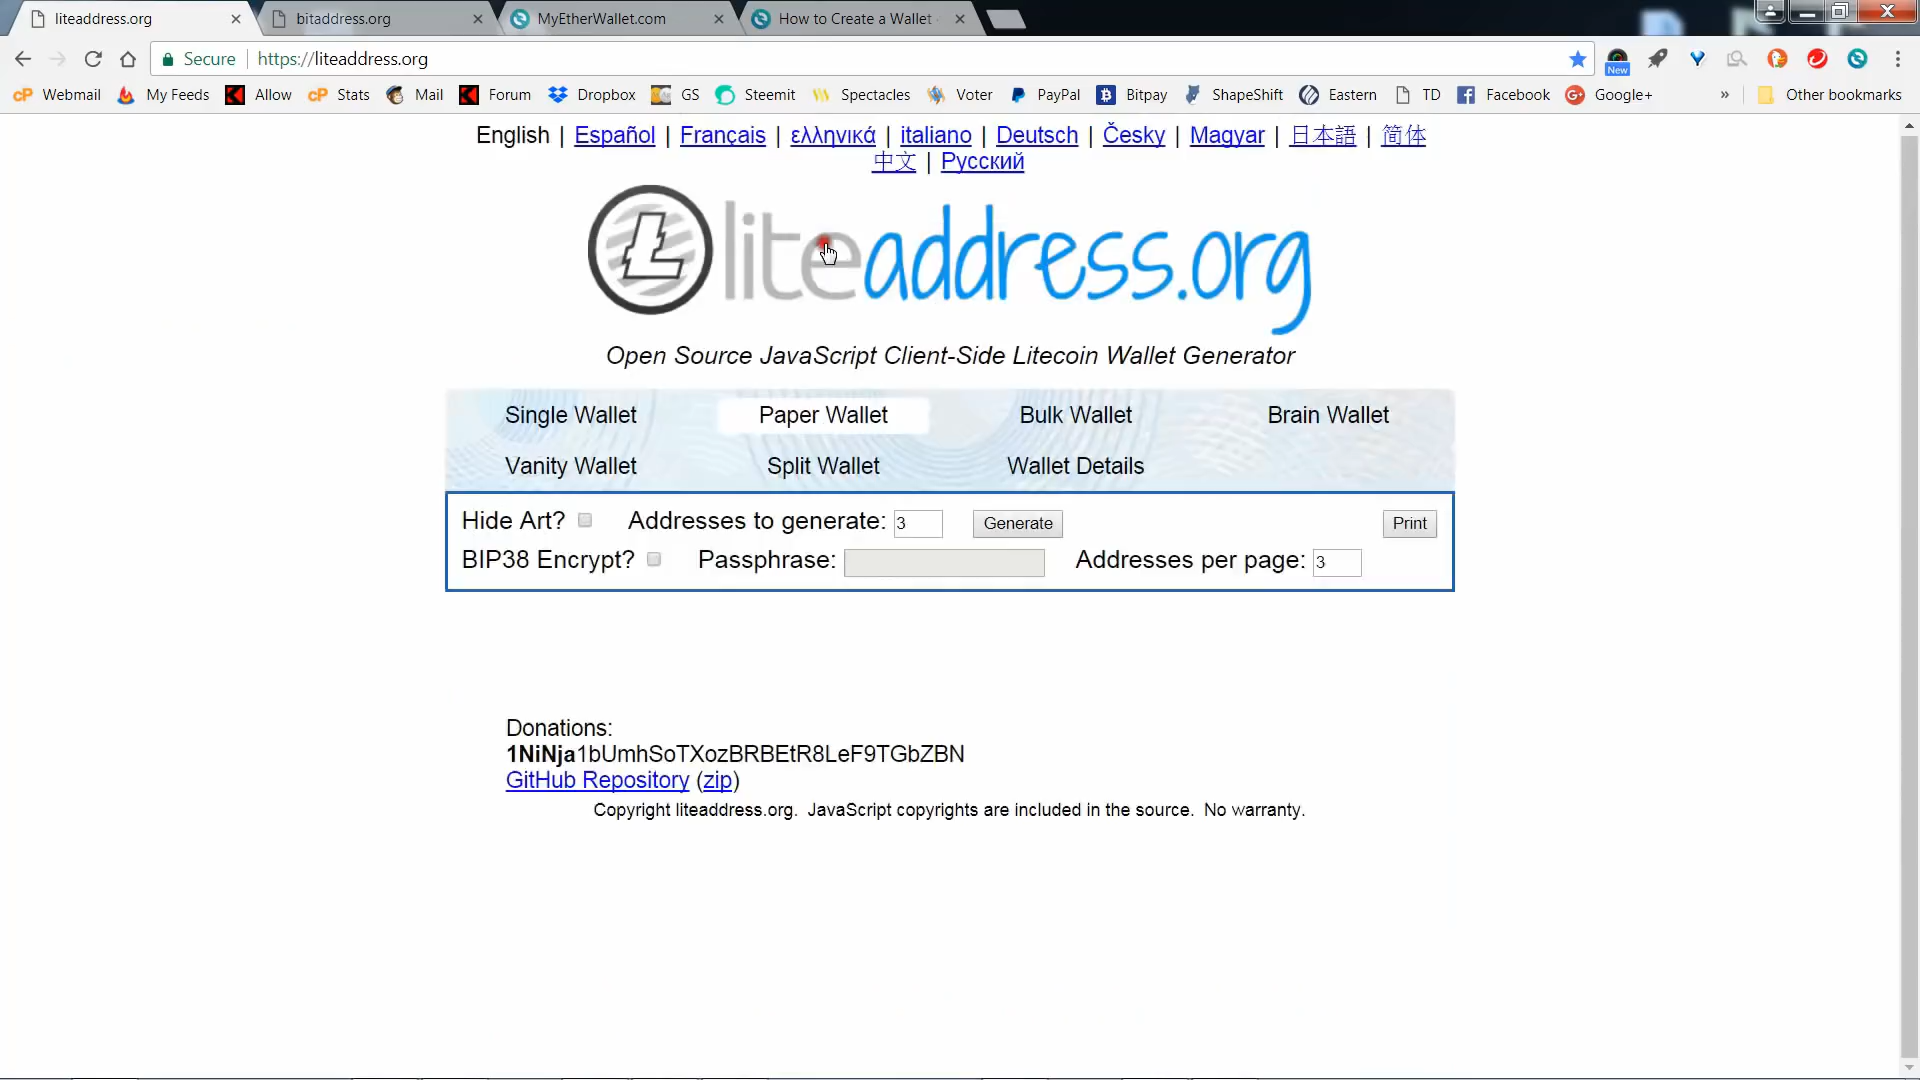 liteaddress.org bitaddress.org MyEtherWallet.com How to Create a Wallet
Secure https://liteaddress.org New
cP Webmail My Feeds Allow cP Stats Mail Forum Dropbox GS Steemit Spectacles Voter PayPal Bitpay ShapeShift Eastern TD Facebook Google+ » Other bookmarks
English | Español | Français | ελληνικά | italiano | Deutsch | Česky | Magyar | 日本語 | 简体
中文 | Русский
liteaddress.org
Open Source JavaScript Client-Side Litecoin Wallet Generator
Single Wallet Paper Wallet Bulk Wallet Brain Wallet
Vanity Wallet Split Wallet Wallet Details
Hide Art? Addresses to generate: 3 Generate Print
BIP38 Encrypt? Passphrase: Addresses per page: 3
Donations:
1NiNja1bUmhSoTXozBRBEtR8LeF9TGbZBN
GitHub Repository (zip)
Copyright liteaddress.org. JavaScript copyrights are included in the source. No warranty.